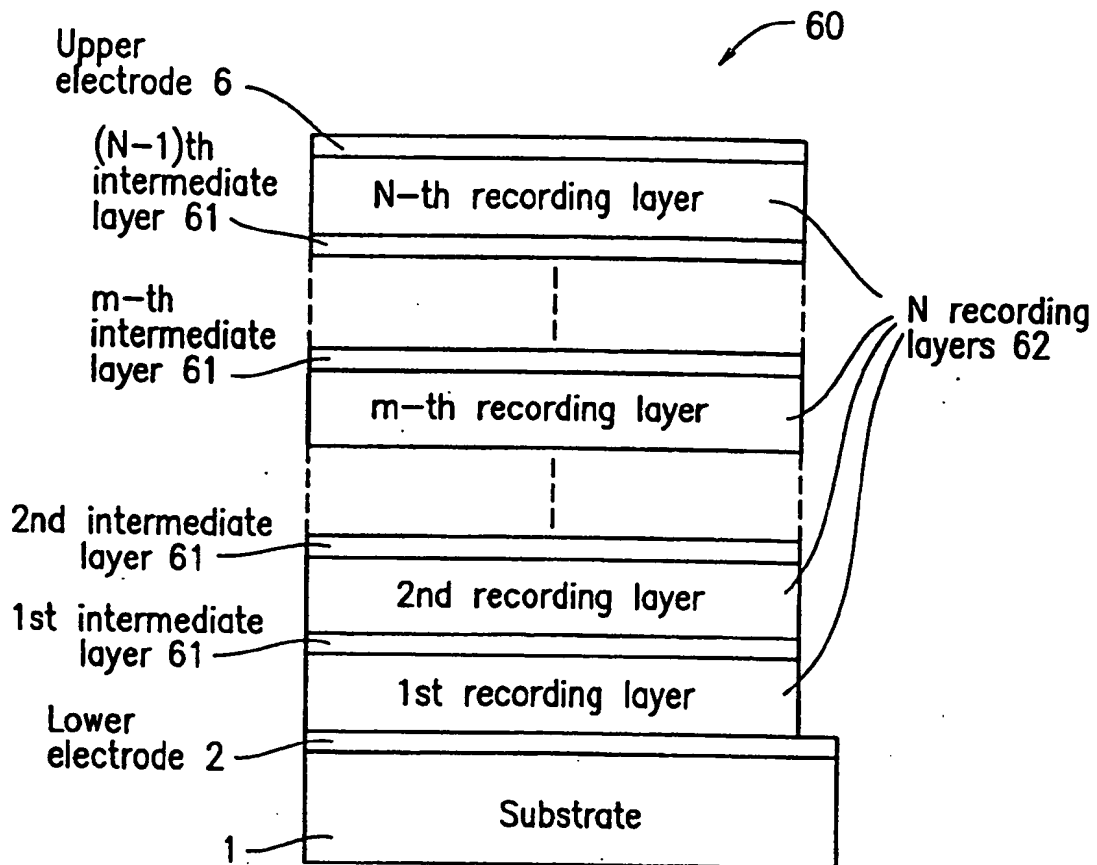 60
Upper
electrode 6
(N-1)th
intermediate
layer 61
N-th recording layer
m-th
intermediate
layer 61
N recording
layers 62
m-th recording layer
2nd intermediate
layer 61
2nd recording layer
1st intermediate
layer 61
1st recording layer
Lower
electrode 2
Substrate
1